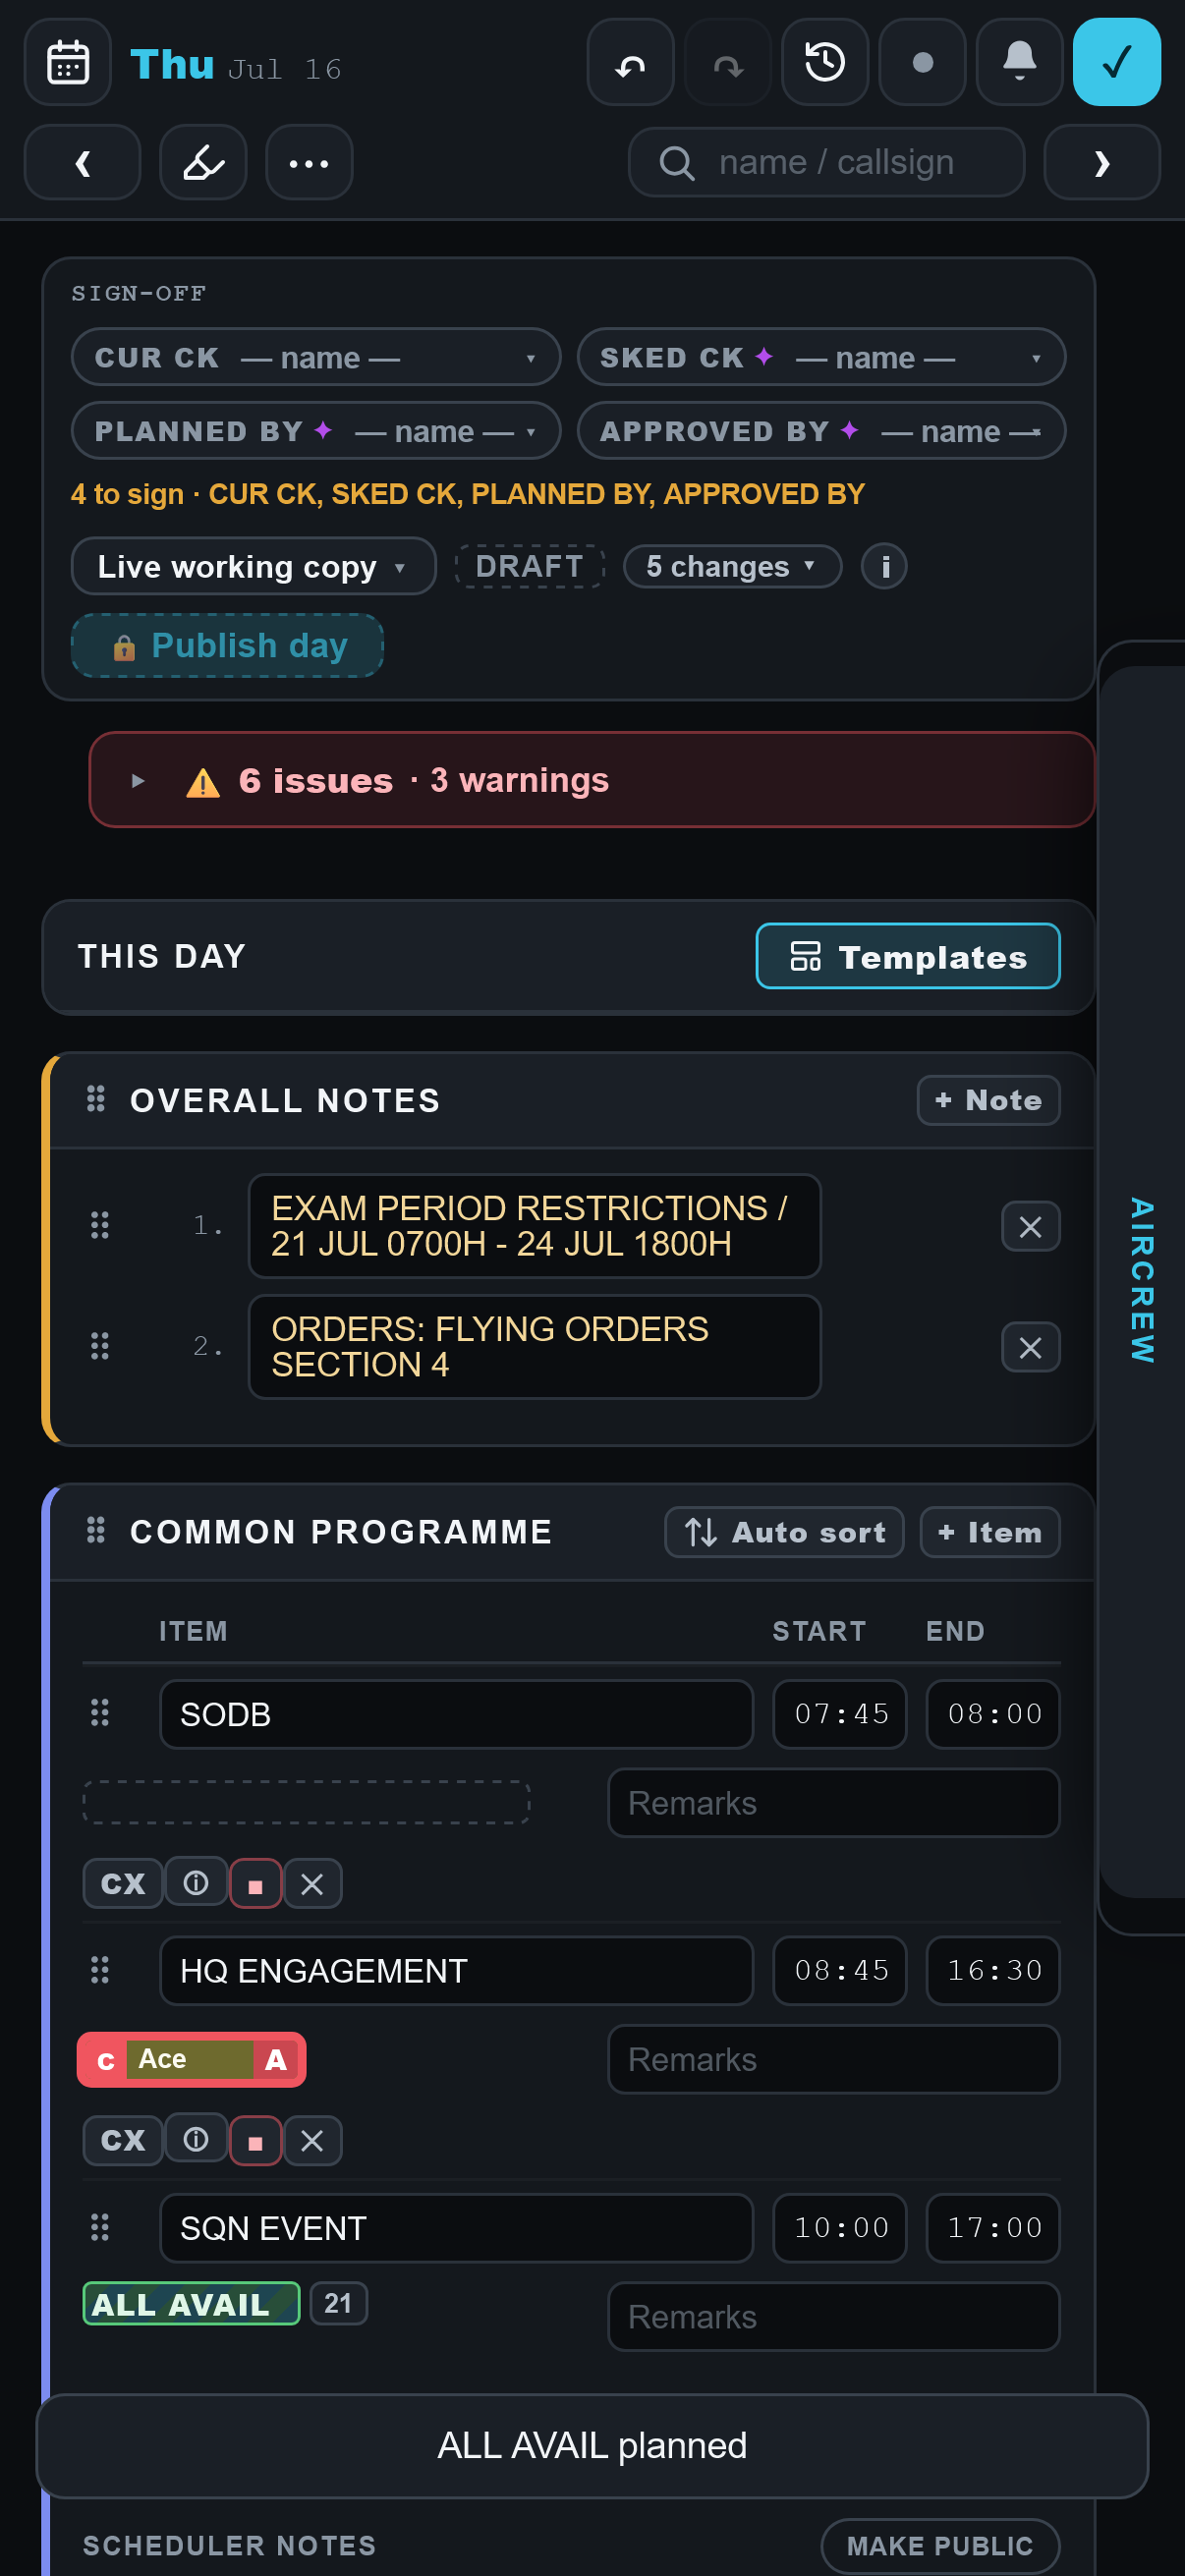 Thu Jul 16
name / callsign
SIGN-OFF
CUR CK — name —
SKED CK — name —
PLANNED BY — name —
APPROVED BY — name —
4 to sign · CUR CK, SKED CK, PLANNED BY, APPROVED BY
Live working copy DRAFT 5 changes i
Publish day
6 issues · 3 warnings
THIS DAY
Templates
OVERALL NOTES
+ Note
1. EXAM PERIOD RESTRICTIONS /
21 JUL 0700H - 24 JUL 1800H
2. ORDERS: FLYING ORDERS
SECTION 4
AIRCREW
COMMON PROGRAMME
Auto sort
+ Item
ITEM START END
SODB 07:45 08:00
Remarks
CX
HQ ENGAGEMENT 08:45 16:30
C Ace A
Remarks
CX
SQN EVENT 10:00 17:00
ALL AVAIL 21
Remarks
ALL AVAIL planned
SCHEDULER NOTES
MAKE PUBLIC